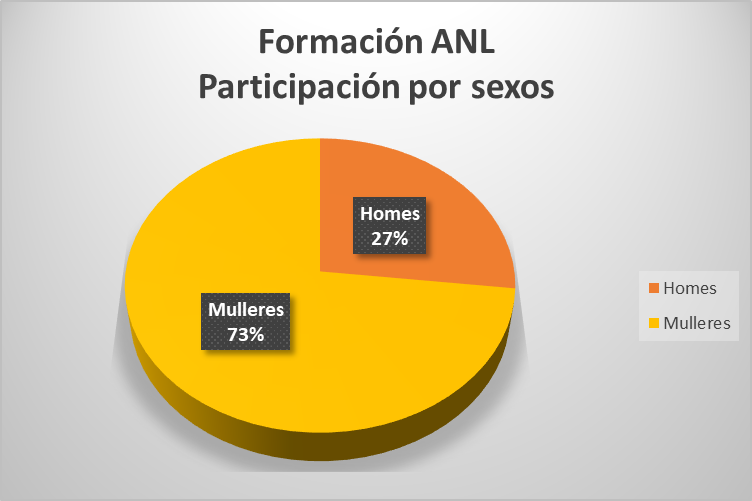 Formación ANL
Participación por sexos
Homes
27%
Mulleres
73%
Homes
Mulleres